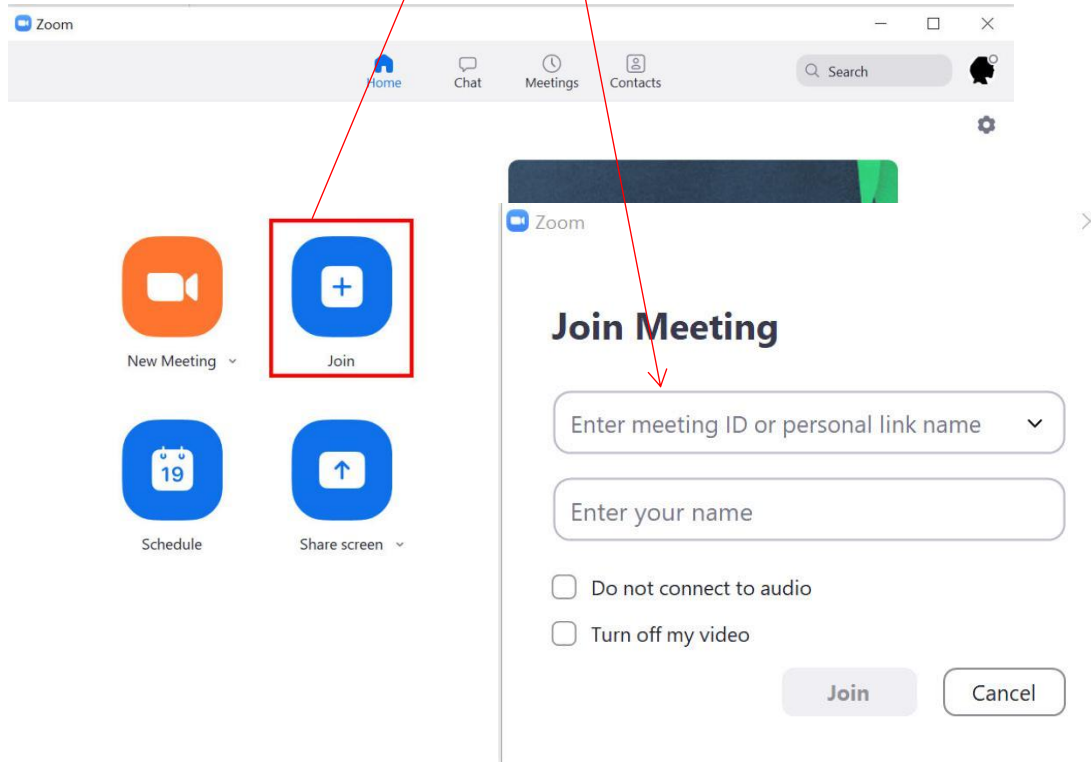 Zoom
Home
Chat
Meetings
Contacts
Search
New Meeting
Join
19
Schedule
Share screen
Zoom
Join Meeting
Enter meeting ID or personal link name
Enter your name
Do not connect to audio
Turn off my video
Join
Cancel